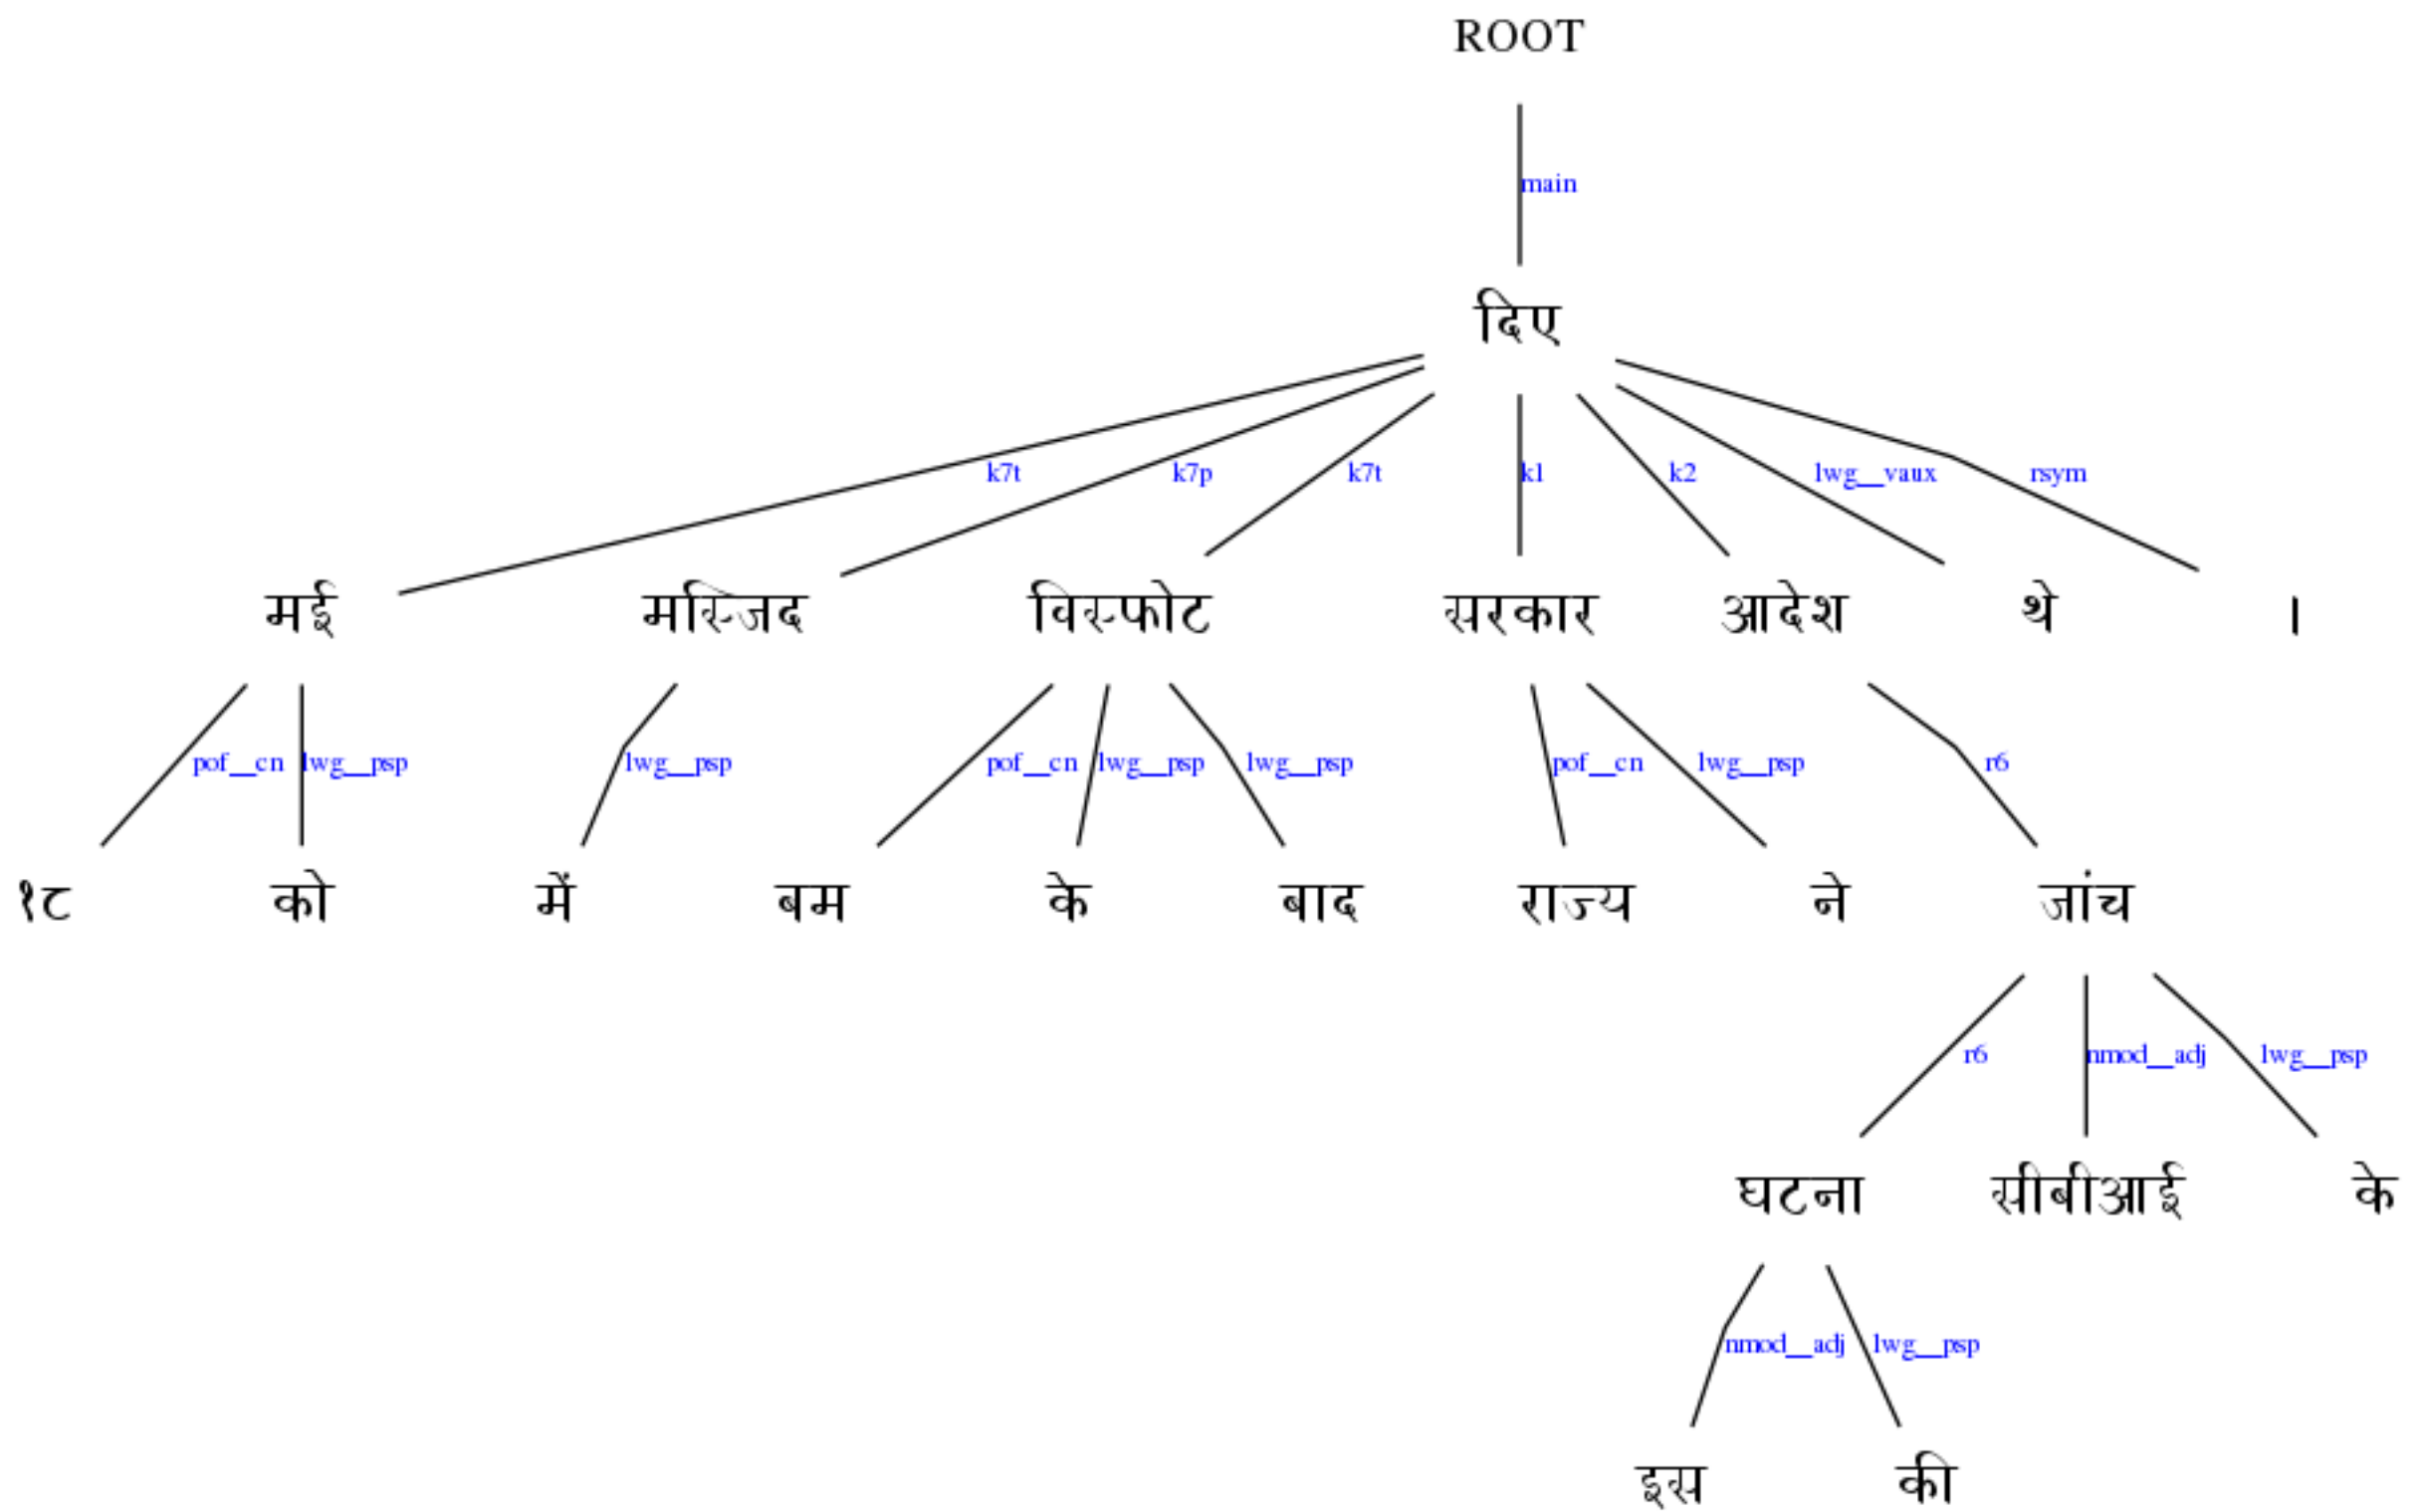 ROOT
main
दिए
k7t k7p k7t k1 k2 lwg__vaux rsym
मई मस्जिद विस्फोट सरकार आदेश थे ।
pof__cn lwg__psp lwg__psp pof__cn lwg__psp lwg__psp pof__cn lwg__psp r6
१८ को में बम के बाद राज्य ने जांच
r6 nmod__adj lwg__psp
घटना सीबीआई के
nmod__adj lwg__psp
इस की